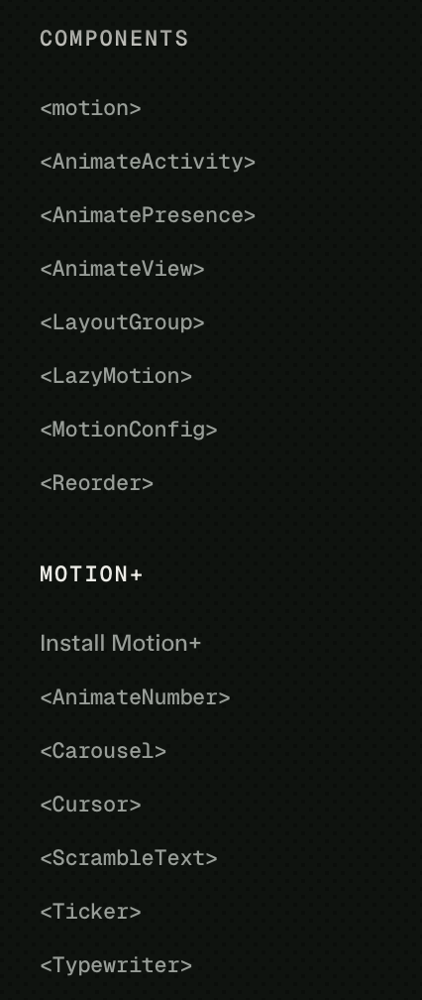 COMPONENTS
<motion>
<AnimateActivity>
<AnimatePresence>
<AnimateView>
<LayoutGroup>
<LazyMotion>
<MotionConfig>
<Reorder>
MOTION+
Install Motion+
<AnimateNumber>
<Carousel>
<Cursor>
<ScrambleText>
<Ticker>
<Typewriter>